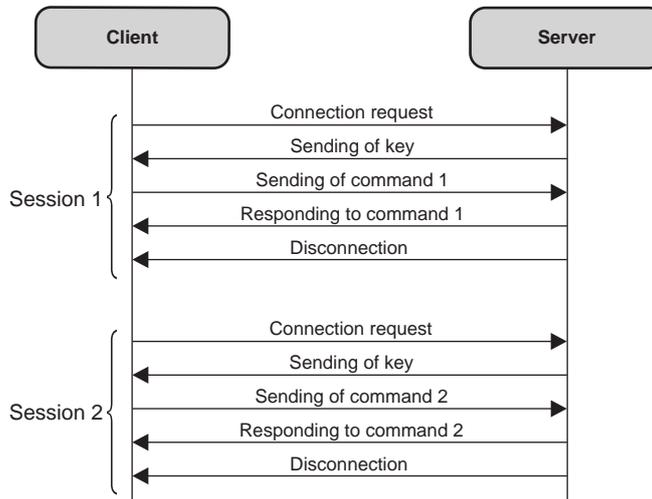 Client
Server
Session 1
Connection request
Sending of key
Sending of command 1
Responding to command 1
Disconnection
Session 2
Connection request
Sending of key
Sending of command 2
Responding to command 2
Disconnection